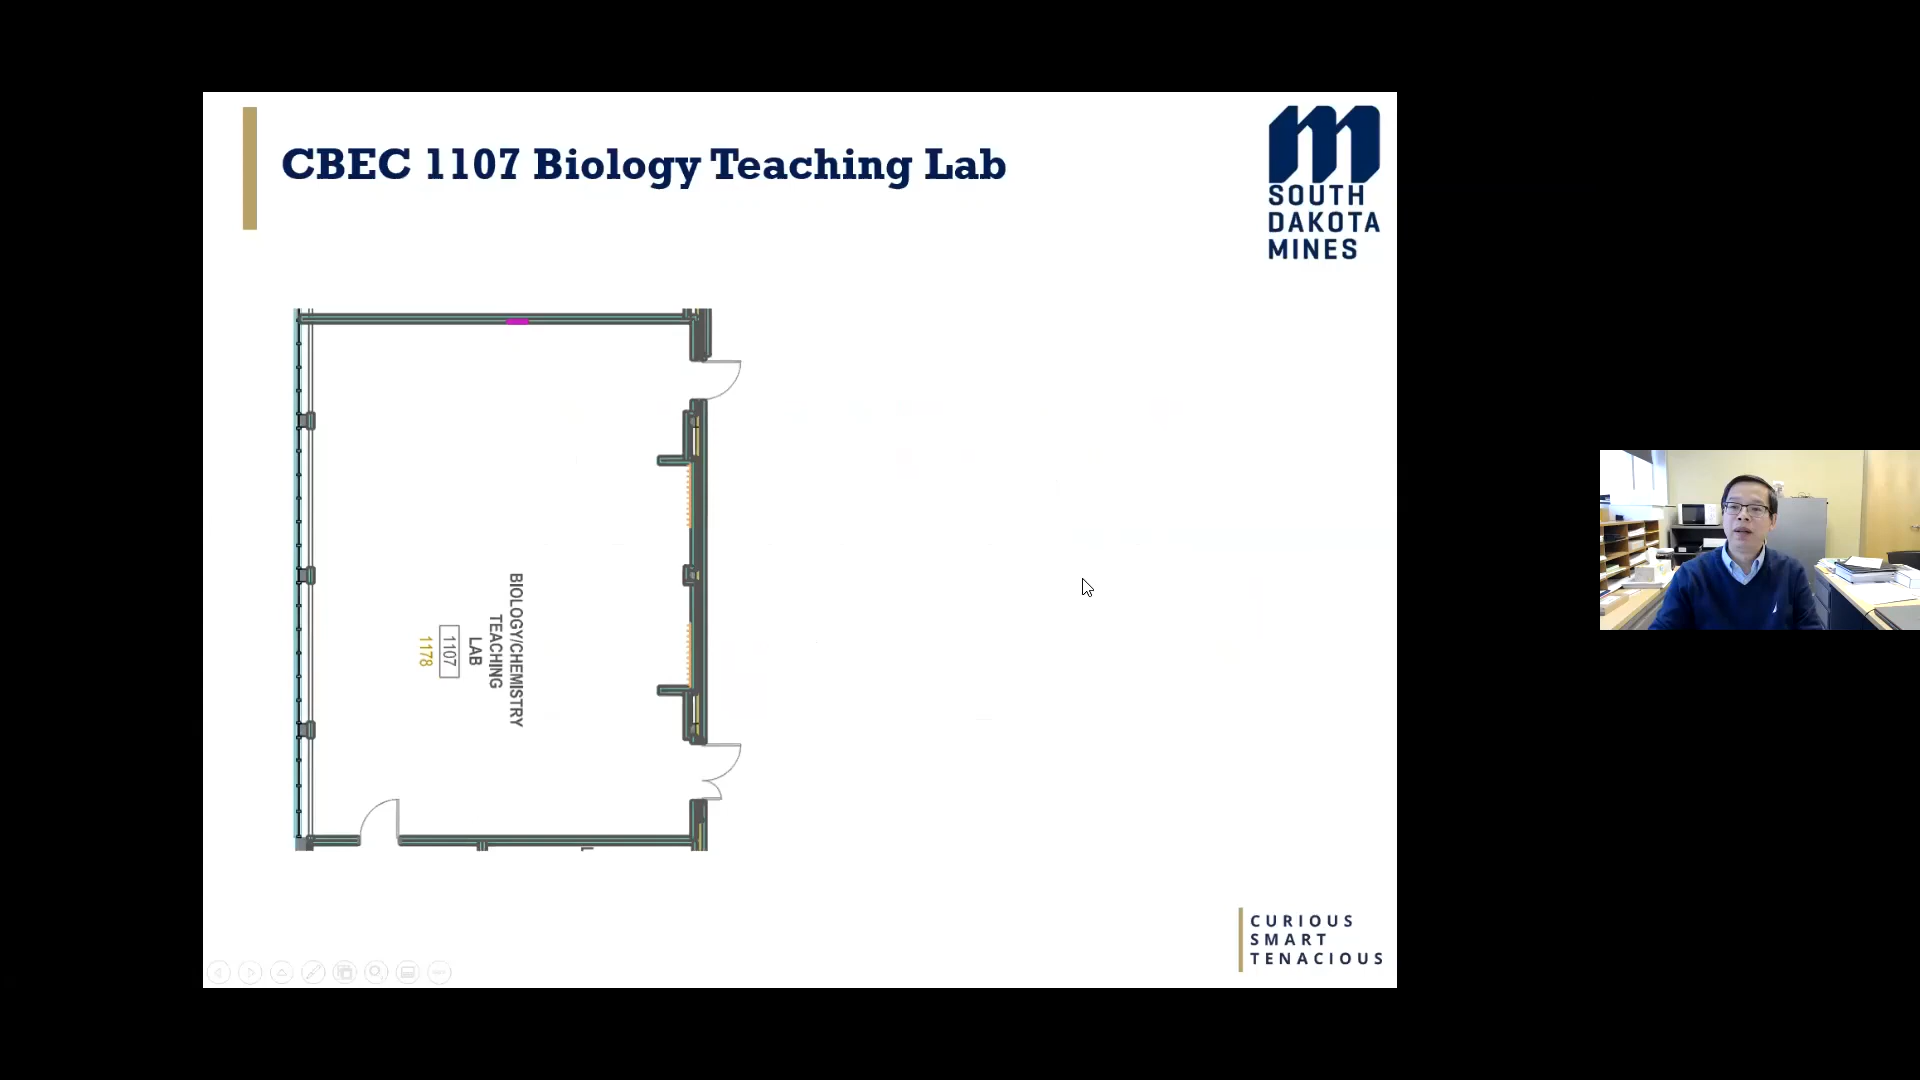 CBEC 1107 Biology Teaching Lab
SOUTH
DAKOTA
MINES
BIOLOGY/CHEMISTRY
TEACHING
LAB
1107
1178
CURIOUS
SMART
TENACIOUS